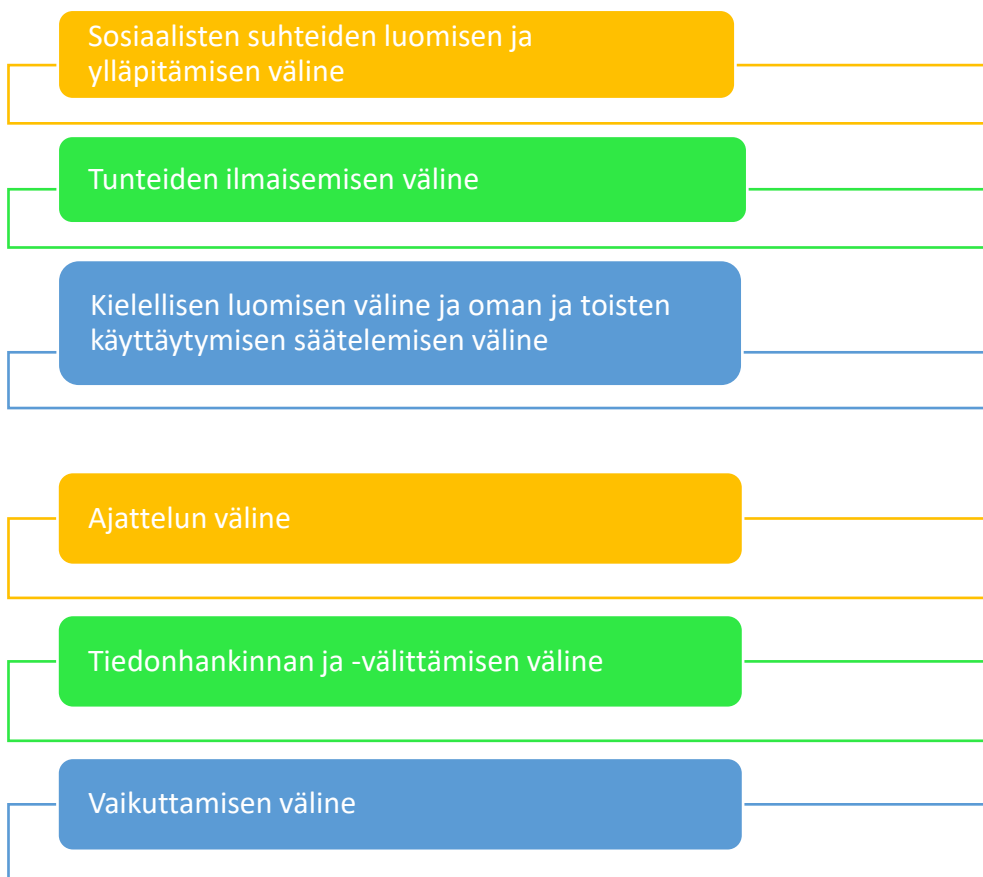 Sosiaalisten suhteiden luomisen ja
ylläpitämisen väline
Tunteiden ilmaisemisen väline
Kielellisen luomisen väline ja oman ja toisten
käyttäytymisen säätelemisen väline
Ajattelun väline
Tiedonhankinnan ja -välittämisen väline
Vaikuttamisen väline